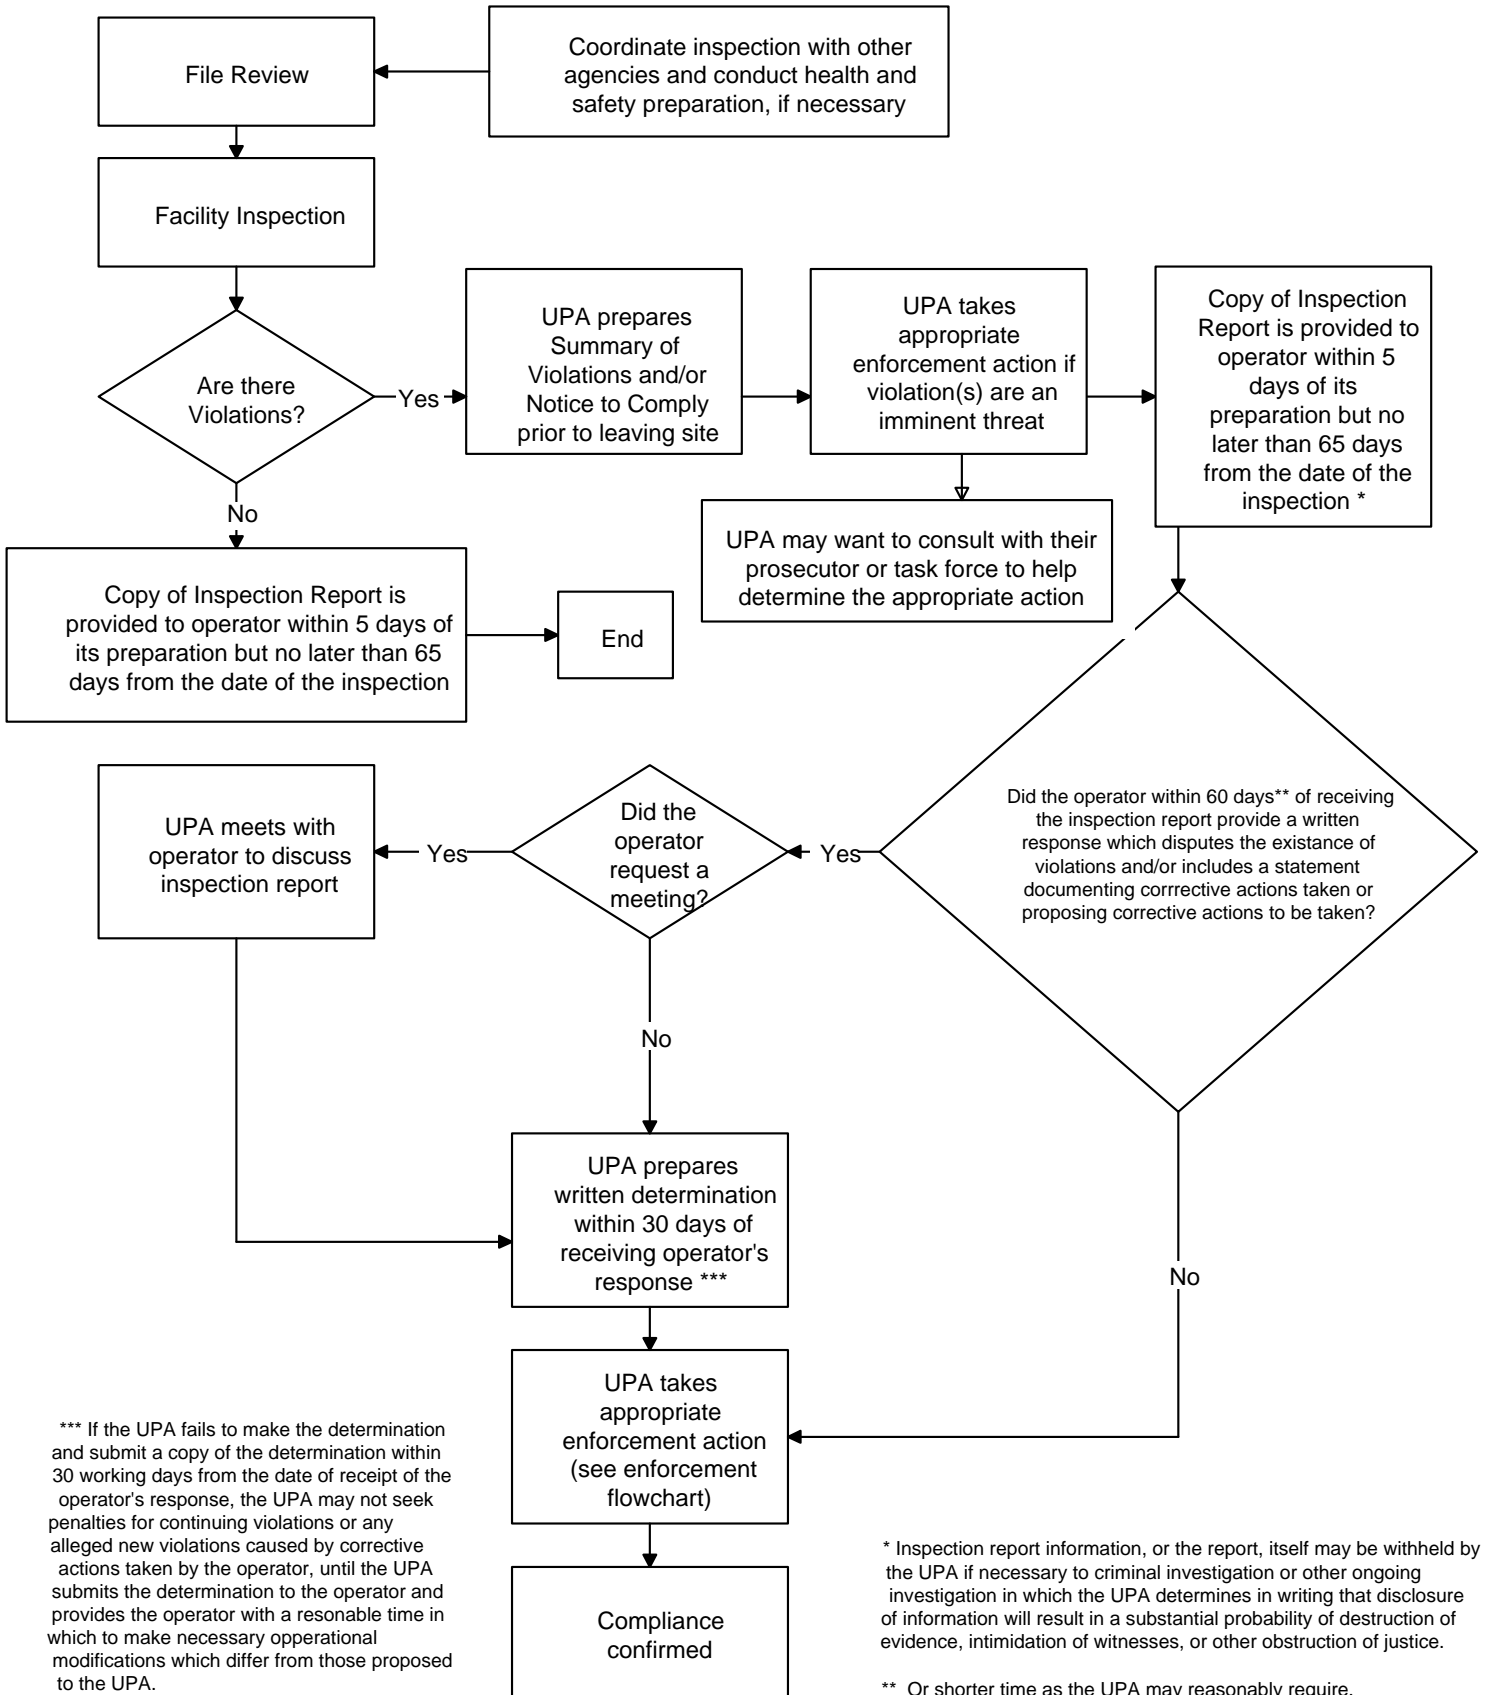 File Review
Coordinate inspection with other
agencies and conduct health and
safety preparation, if necessary
Facility Inspection
Are there
Violations?
Yes
UPA prepares
Summary of
Violations and/or
Notice to Comply
prior to leaving site
UPA takes
appropriate
enforcement action if
violation(s) are an
imminent threat
Copy of Inspection
Report is provided to
operator within 5
days of its
preparation but no
later than 65 days
from the date of the
inspection *
No
UPA may want to consult with their
prosecutor or task force to help
determine the appropriate action
Copy of Inspection Report is
provided to operator within 5 days of
its preparation but no later than 65
days from the date of the inspection
End
Did the operator within 60 days** of receiving
the inspection report provide a written
response which disputes the existance of
violations and/or includes a statement
documenting corrrective actions taken or
proposing corrective actions to be taken?
Yes
Did the
operator
request a
meeting?
Yes
UPA meets with
operator to discuss
inspection report
No
UPA prepares
written determination
within 30 days of
receiving operator's
response ***
No
UPA takes
appropriate
enforcement action
(see enforcement
flowchart)
Compliance
confirmed
*** If the UPA fails to make the determination
and submit a copy of the determination within
30 working days from the date of receipt of the
operator's response, the UPA may not seek
penalties for continuing violations or any
alleged new violations caused by corrective
actions taken by the operator, until the UPA
submits the determination to the operator and
provides the operator with a resonable time in
which to make necessary opperational
modifications which differ from those proposed
to the UPA.
* Inspection report information, or the report, itself may be withheld by
the UPA if necessary to criminal investigation or other ongoing
investigation in which the UPA determines in writing that disclosure
of information will result in a substantial probability of destruction of
evidence, intimidation of witnesses, or other obstruction of justice.
** Or shorter time as the UPA may reasonably require.